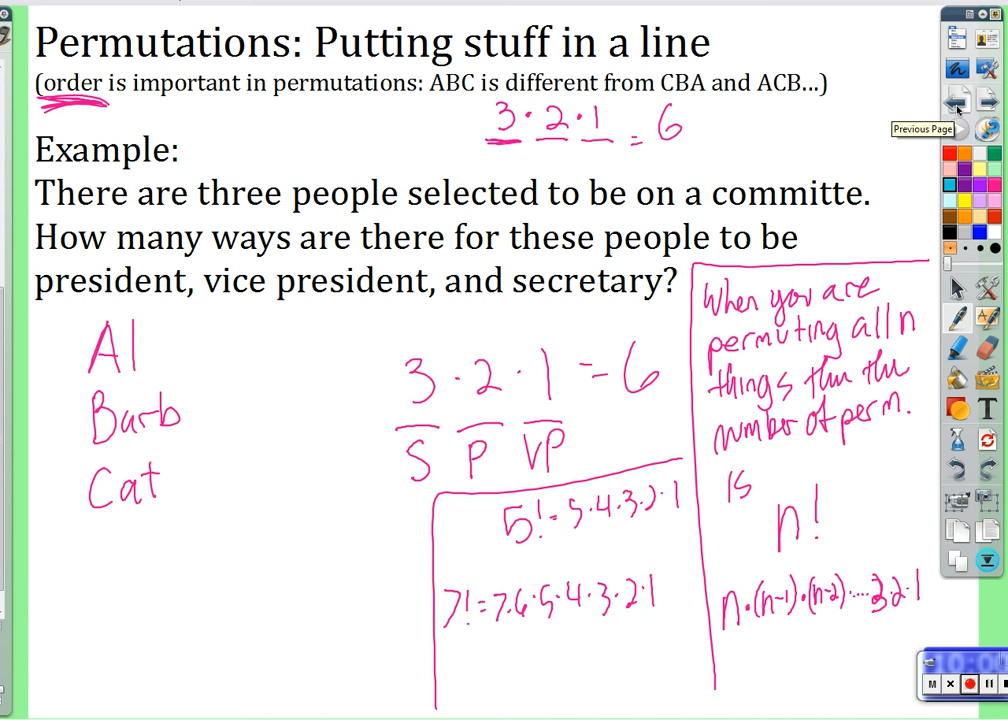 Permutations: Putting stuff in a line
(order is important in permutations: ABC is different from CBA and ACB...)
3 · 2 · 1 = 6
Previous Page
Example:
There are three people selected to be on a committe.
How many ways are there for these people to be
president, vice president, and secretary?
Al
Barb
Cat
3 · 2 · 1 = 6
S P VP
5! = 5·4·3·2·1
7! = 7·6·5·4·3·2·1
When you are
permuting all n
things then the
number of perm.
is
n!
n·(n-1)·(n-2)·...3·2·1
M